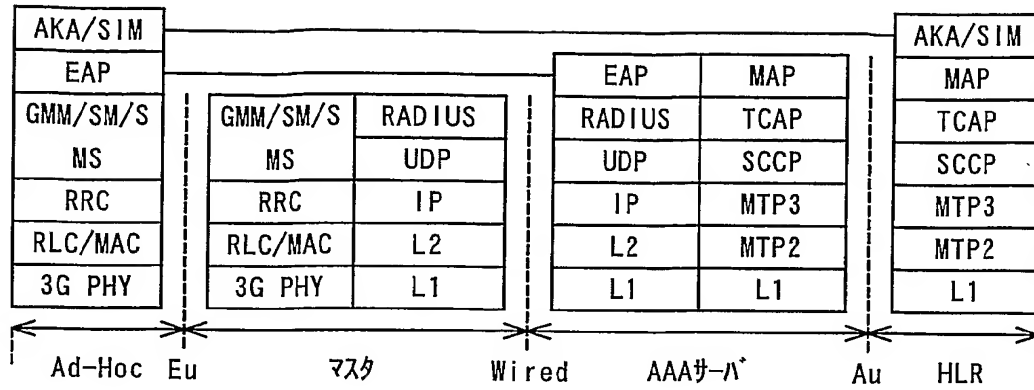 AKA/SIM
EAP
GMM/SM/S
MS
RRC
RLC/MAC
3G PHY
GMM/SM/S
MS
RRC
RLC/MAC
3G PHY
RADIUS
UDP
IP
L2
L1
EAP
RADIUS
UDP
IP
L2
L1
MAP
TCAP
SCCP
MTP3
MTP2
L1
AKA/SIM
MAP
TCAP
SCCP
MTP3
MTP2
L1
Ad-Hoc Eu マスタ Wired AAAサーバ Au HLR